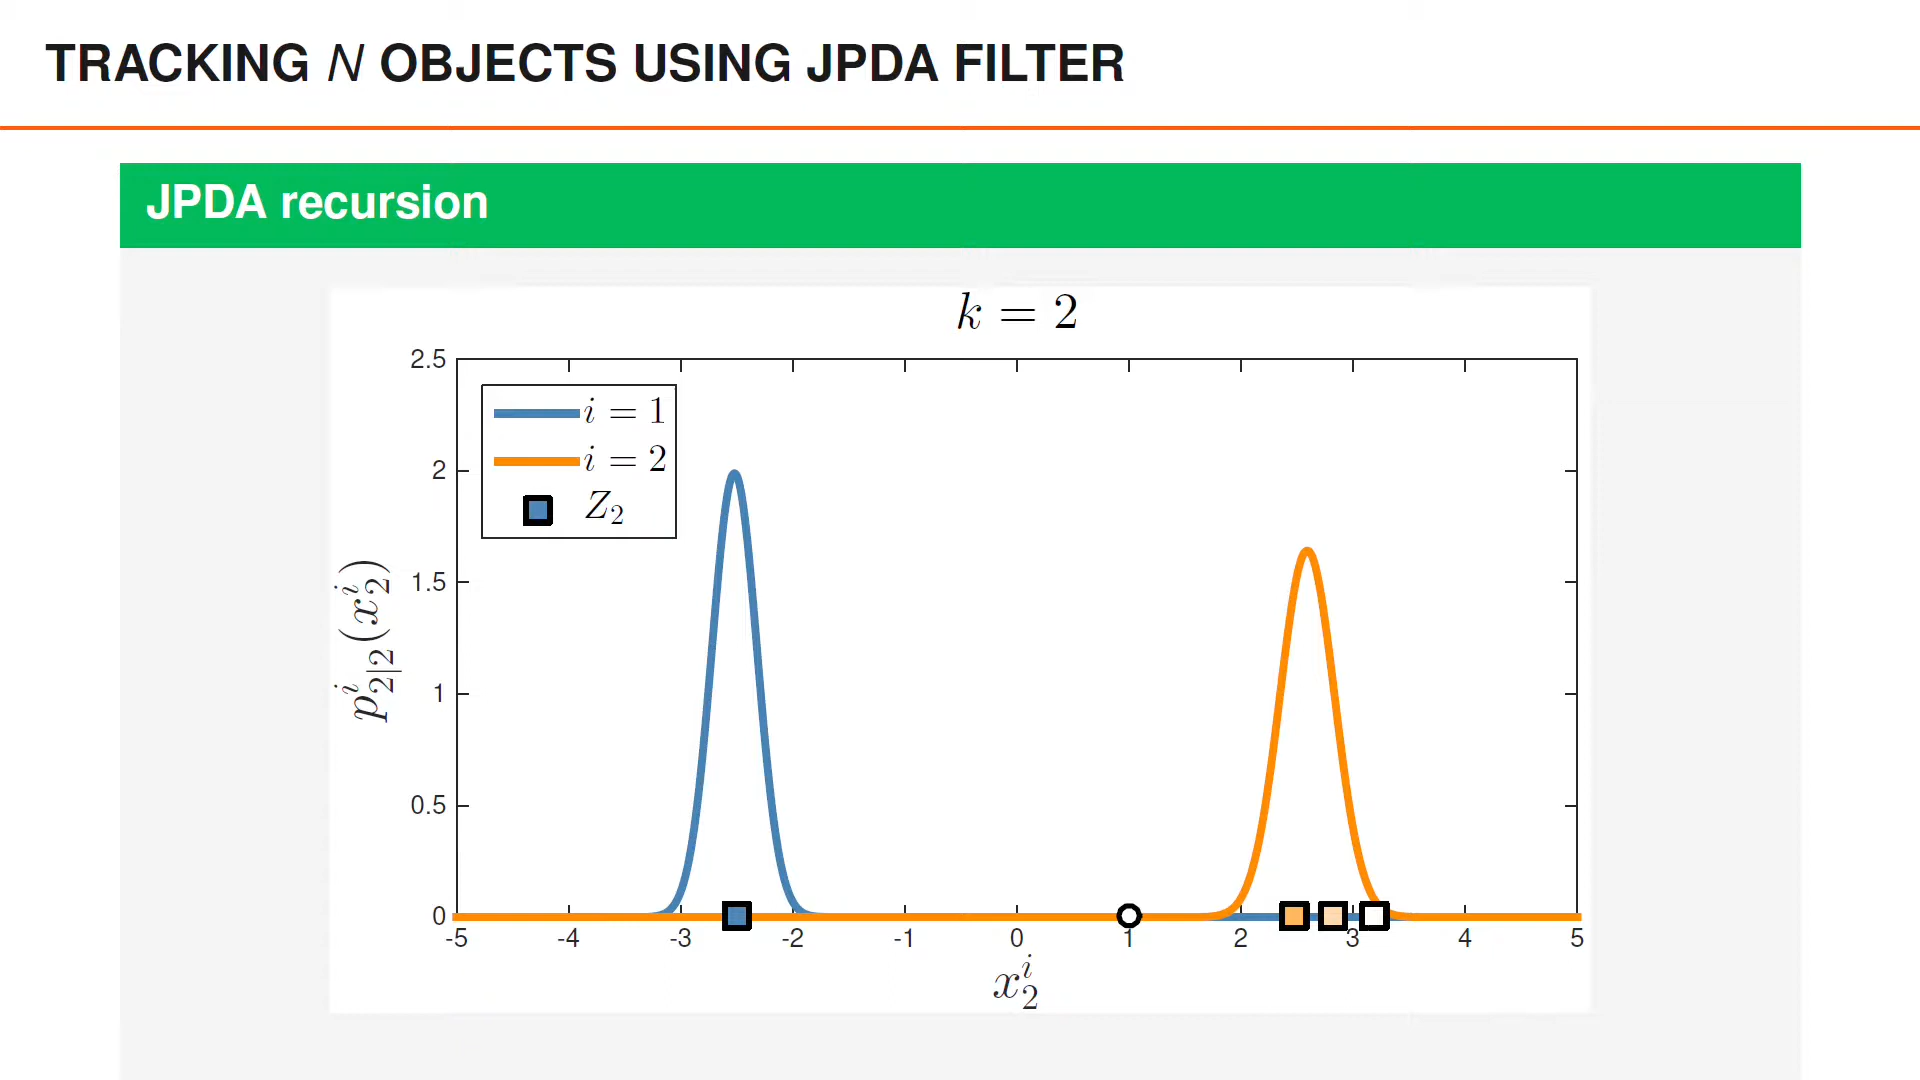 TRACKING N OBJECTS USING JPDA FILTER
JPDA recursion
k = 2
2.5
2
1.5
1
0.5
0
i = 1
i = 2
Z_2
p^i_{2|2}(x^i_2)
-5 -4 -3 -2 -1 0 1 2 3 4 5
x^i_2